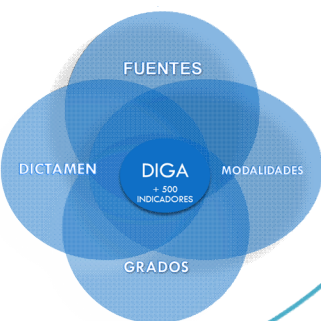 FUENTES
DICTAMEN
DIGA
+ 500
INDICADORES
MODALIDADES
GRADOS